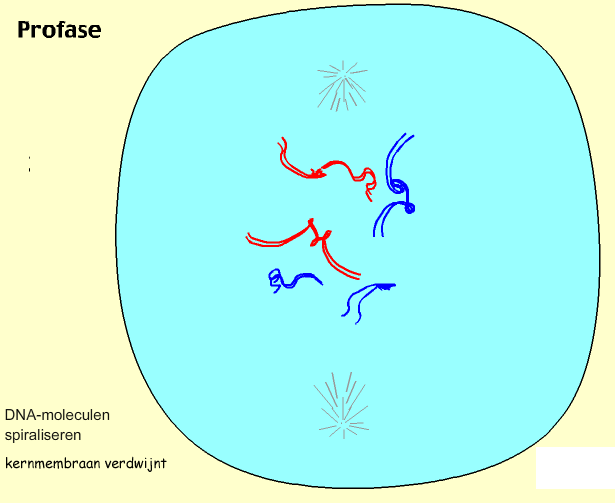 Profase
DNA-moleculen
spiraliseren
kernmembraan verdwijnt